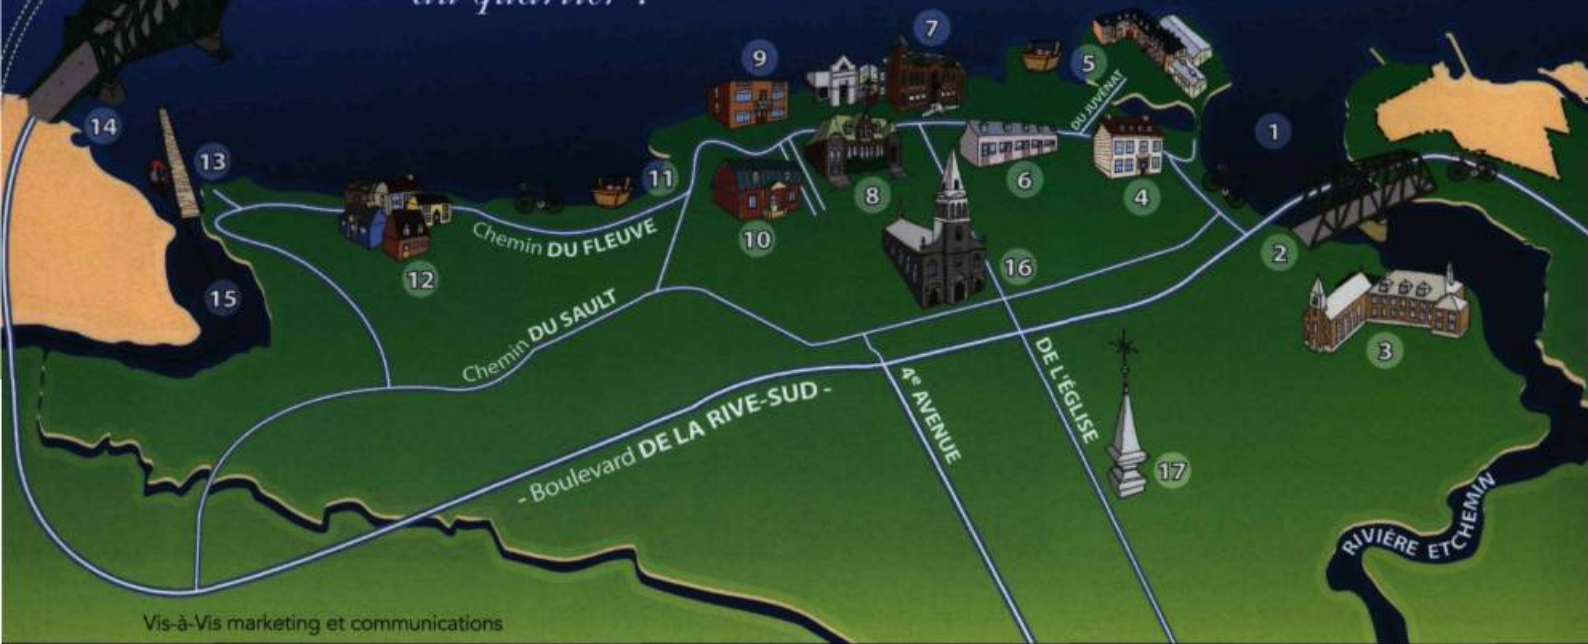 du quartier !
7
9
5
DU JUVÉNAT
14
1
13
11
6
4
8
Chemin DU FLEUVE
10
2
12
16
15
Chemin DU SAULT
3
DE L'ÉGLISE
4e AVENUE
- Boulevard DE LA RIVE-SUD -
17
RIVIÈRE ETCHEMIN
Vis-à-Vis marketing et communications